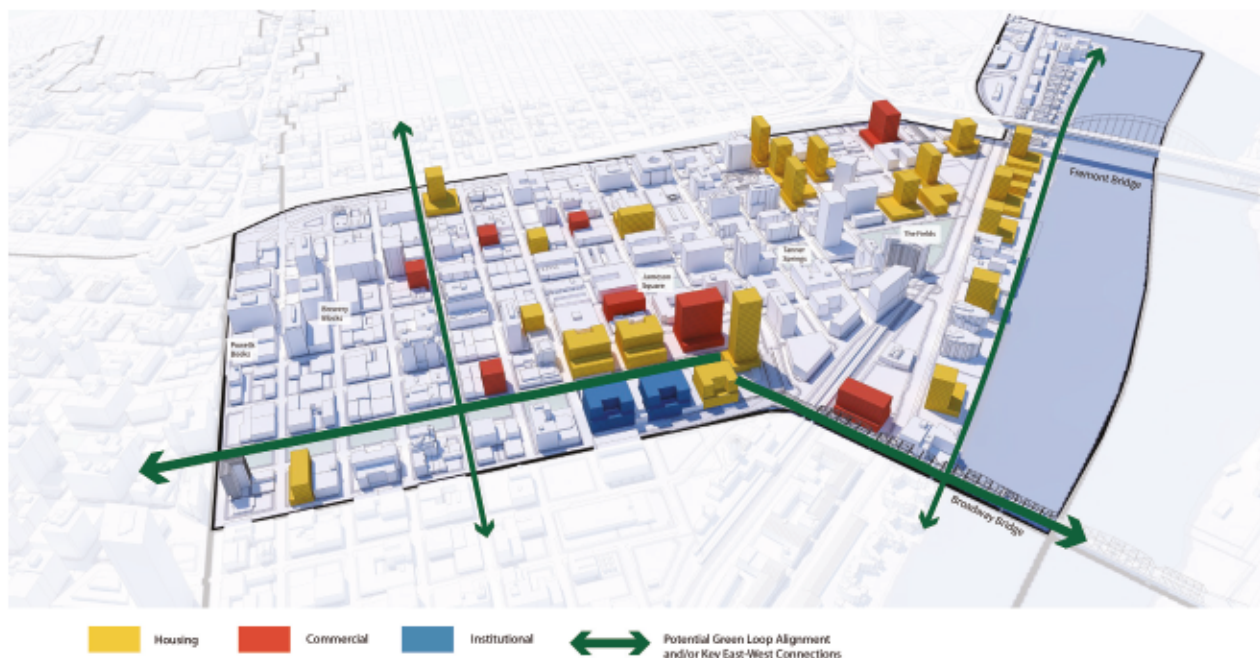 Fremont Bridge
The Fields
Tanner
Springs
Jamison
Square
Brewery
Blocks
Powell's
Books
Broadway Bridge
Housing
Commercial
Institutional
Potential Green Loop Alignment
and/or Key East-West Connections